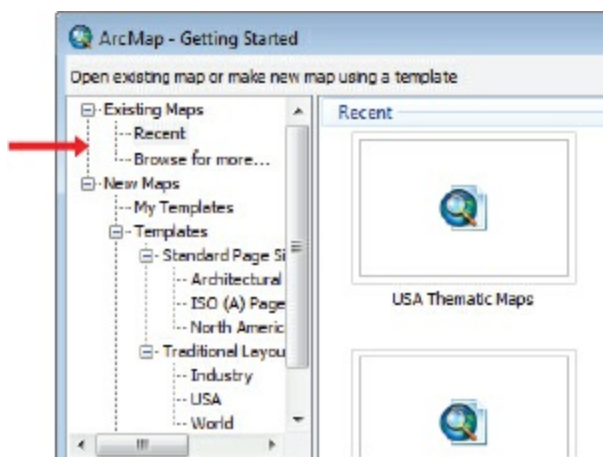 ArcMap - Getting Started
Open existing map or make new map using a template
Existing Maps
Recent
Browse for more...
New Maps
My Templates
Templates
Standard Page Si
Architectural
ISO (A) Page
North Americ
Traditional Layou
Industry
USA
World
Recent
USA Thematic Maps